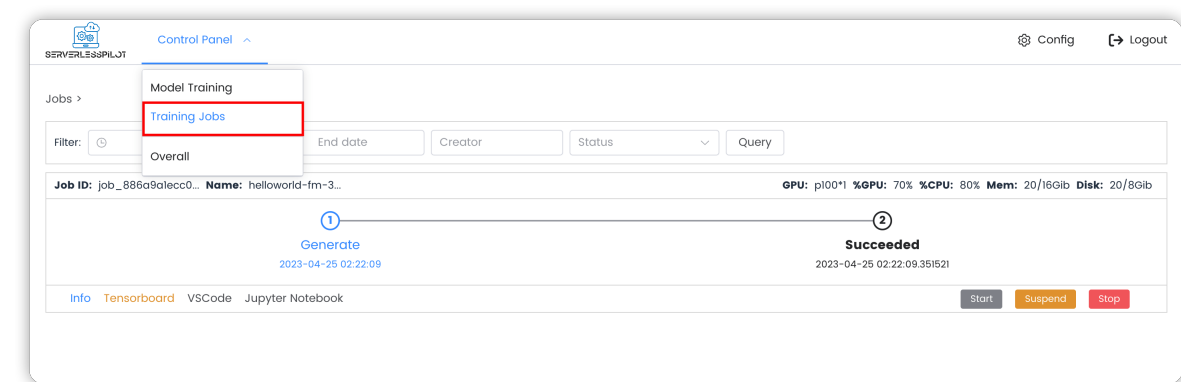 SERVERLESSPILOT
Control Panel
Config
Logout
Model Training
Jobs >
Training Jobs
Filter:
End date
Creator
Status
Query
Overall
Job ID: job_886a9a1ecc0... Name: helloworld-fm-3...
GPU: p100*1 %GPU: 70% %CPU: 80% Mem: 20/16Gib Disk: 20/8Gib
1
2
Generate
Succeeded
2023-04-25 02:22:09
2023-04-25 02:22:09.351521
Info Tensorboard VSCode Jupyter Notebook
Start
Suspend
Stop